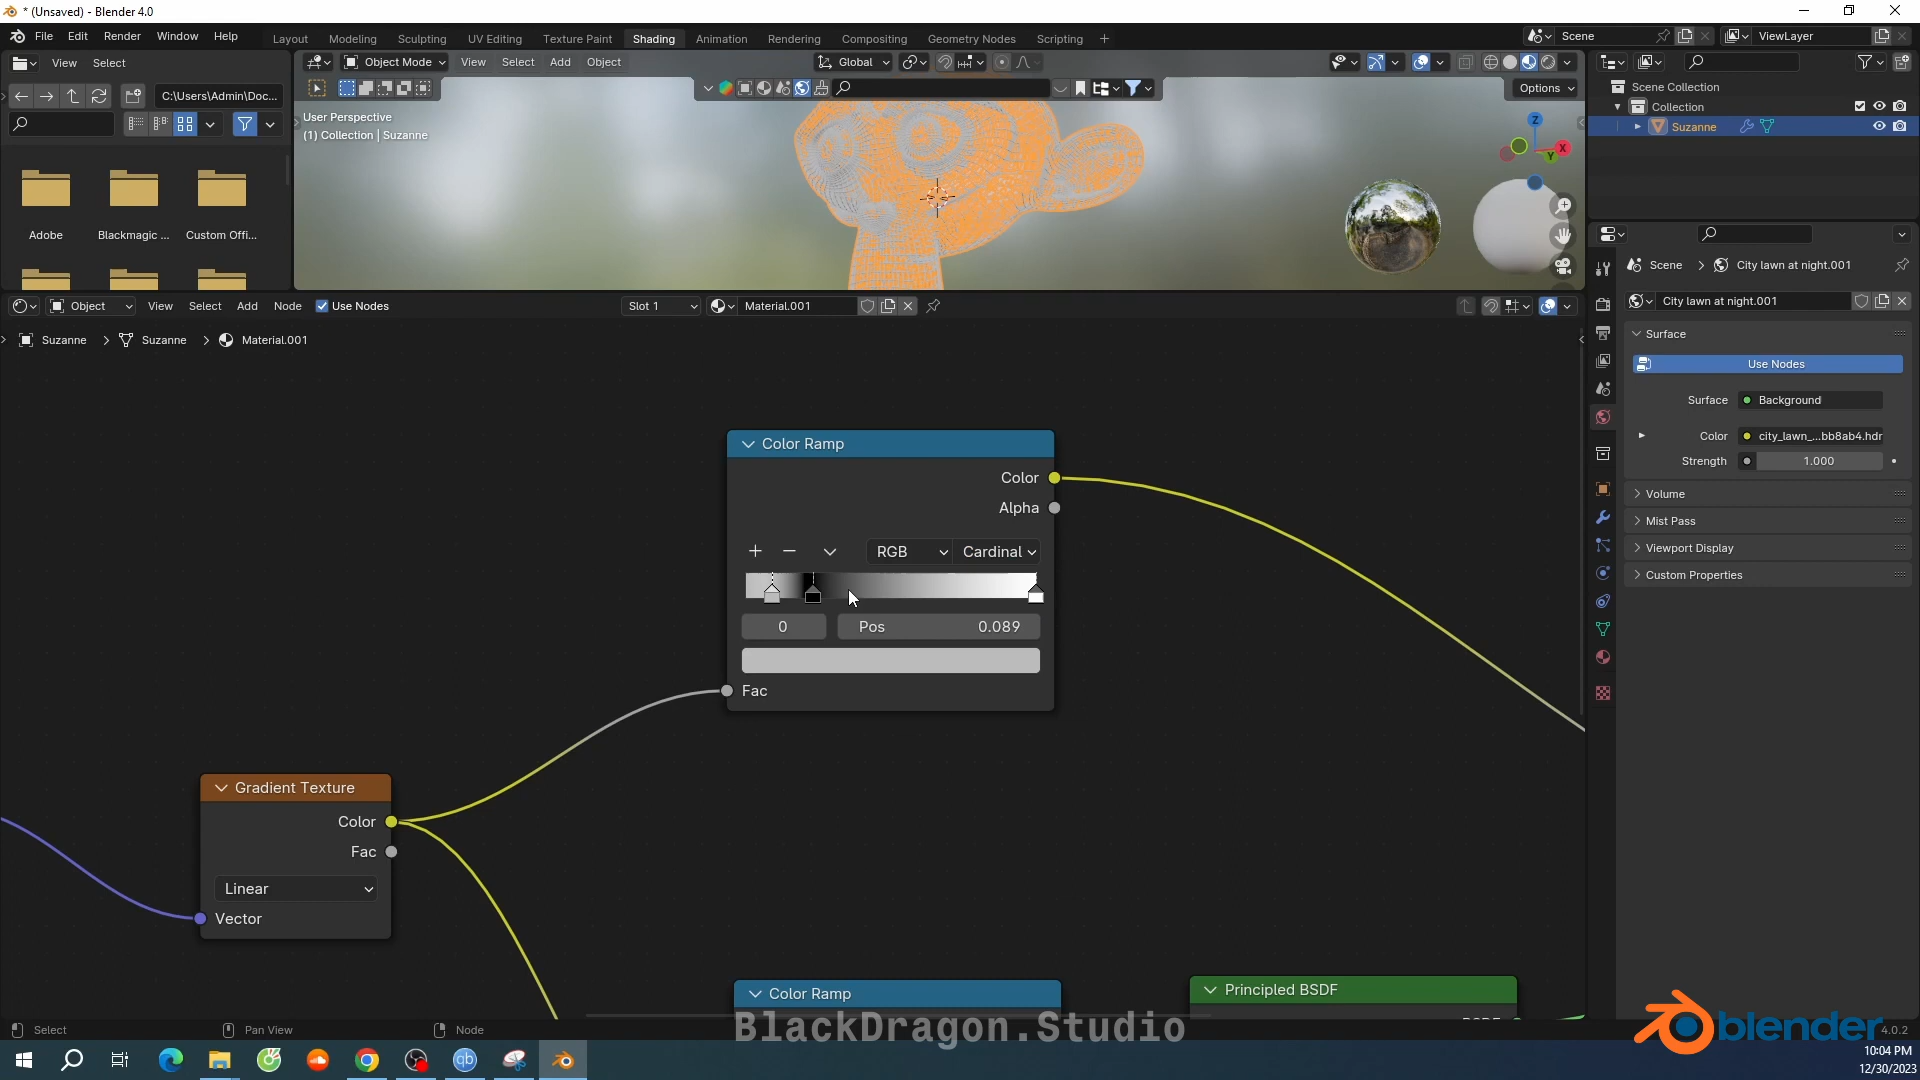 * (Unsaved) - Blender 4.0
File Edit Render Window Help
Layout Modeling Sculpting UV Editing Texture Paint Shading Animation Rendering Compositing Geometry Nodes Scripting +
Scene
ViewLayer
View Select
Object Mode View Select Add Object
Global
C:\Users\Admin\Doc...
Options
User Perspective
(1) Collection | Suzanne
Z
X
Y
Adobe
Blackmagic ...
Custom Offi...
Scene Collection
Collection
Suzanne
Scene > City lawn at night.001
City lawn at night.001
Surface
Use Nodes
Surface Background
Color city_lawn_...bb8ab4.hdr
Strength 1.000
Volume
Mist Pass
Viewport Display
Custom Properties
Object View Select Add Node Use Nodes
Slot 1
Material.001
Suzanne > Suzanne > Material.001
Color Ramp
Color
Alpha
+ − RGB Cardinal
0 Pos 0.089
Fac
Gradient Texture
Color
Fac
Linear
Vector
Color Ramp
Principled BSDF
BlackDragon.Studio
blender
Select
Pan View
Node
4.0.2
10:04 PM
12/30/2023